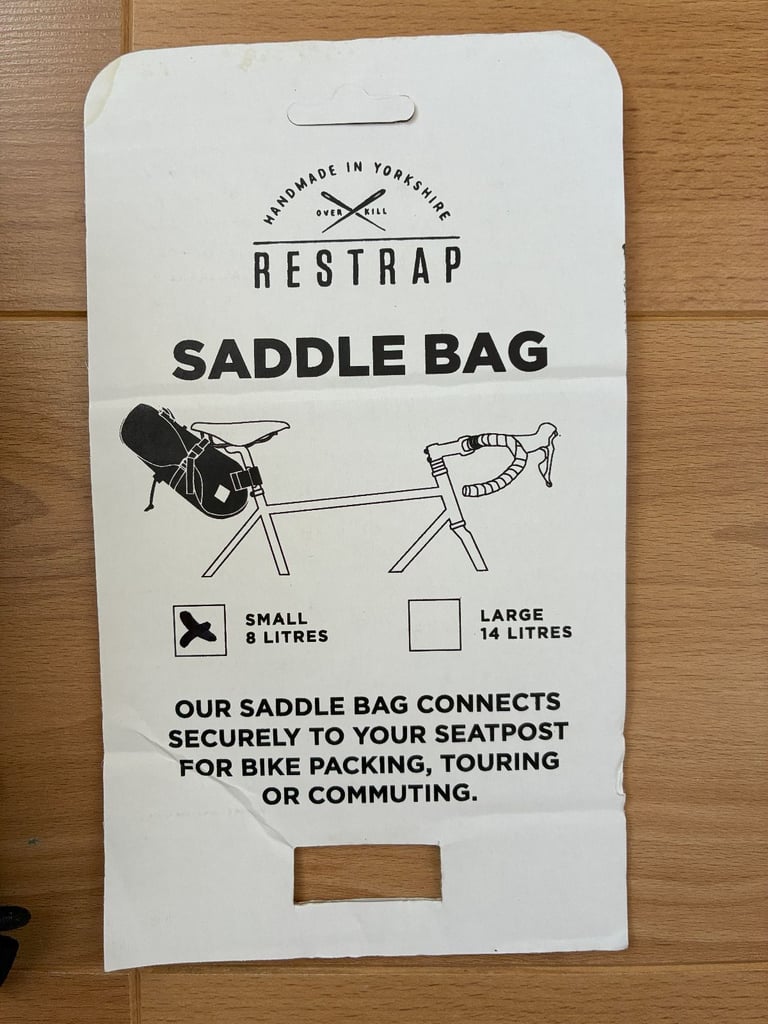 HANDMADE IN YORKSHIRE
OVER KILL
RESTRAP
SADDLE BAG
SMALL
8 LITRES
LARGE
14 LITRES
OUR SADDLE BAG CONNECTS
SECURELY TO YOUR SEATPOST
FOR BIKE PACKING, TOURING
OR COMMUTING.